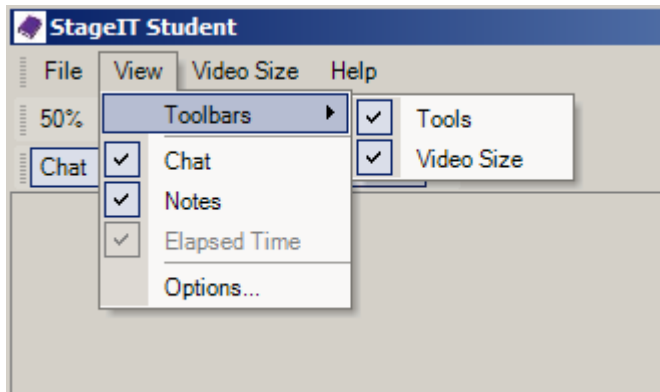 StageIT Student
File View Video Size Help
50% Toolbars Tools
Chat Chat Video Size
Notes
Elapsed Time
Options...